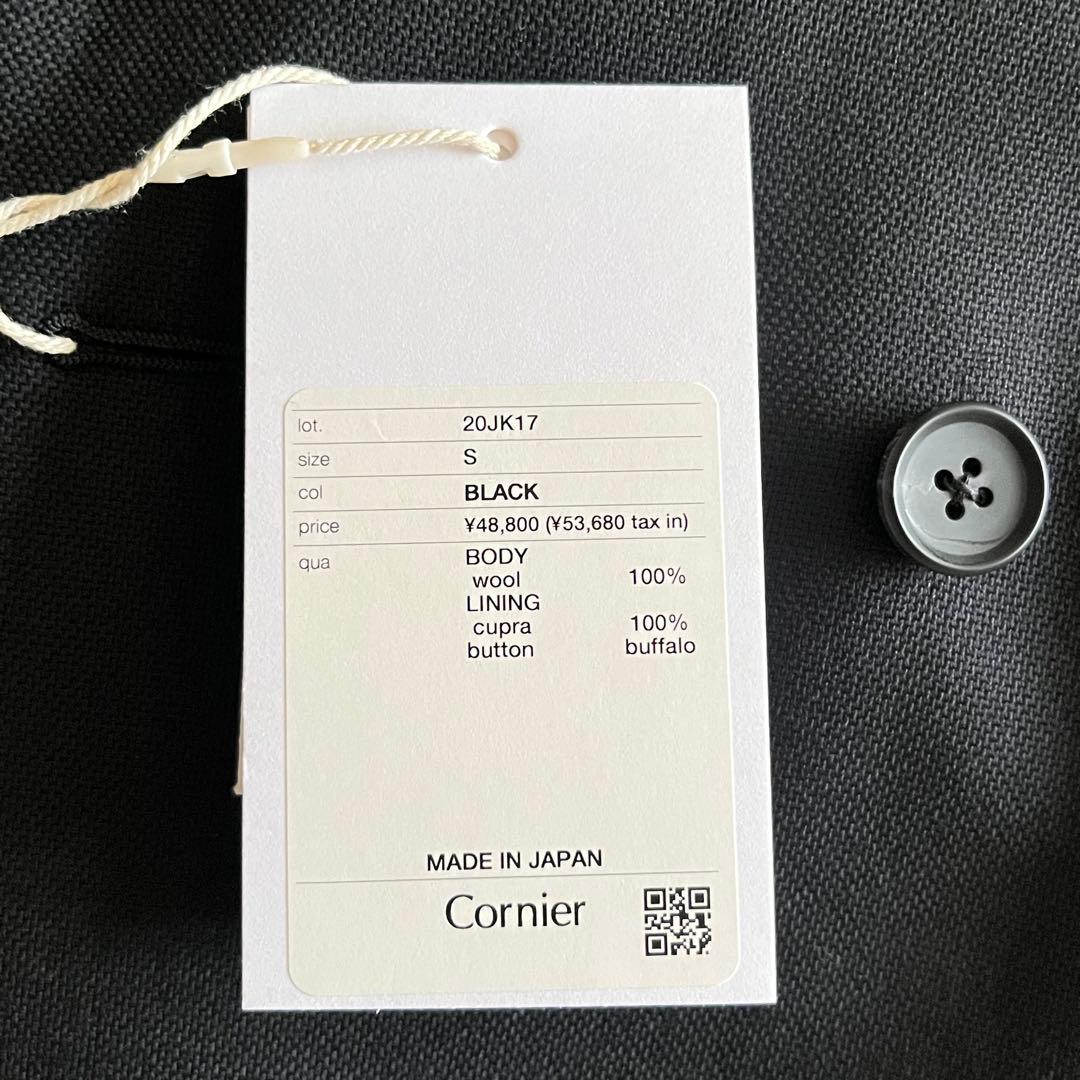 lot. 20JK17
size S
col BLACK
price ¥48,800 (¥53,680 tax in)
qua BODY
wool 100%
LINING
cupra 100%
button buffalo
MADE IN JAPAN
Cornier